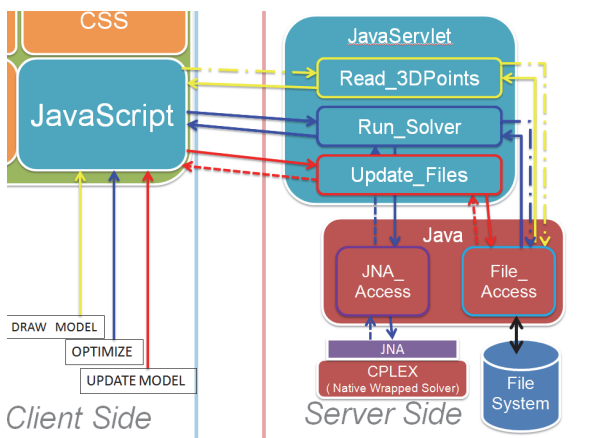 CSS
JavaScript
DRAW MODEL
OPTIMIZE
UPDATE MODEL
Client Side
JavaServlet
Read_3DPoints
Run_Solver
Update_Files
Java
JNA_
Access
File_
Access
JNA
CPLEX
( Native Wrapped Solver)
File
System
Server Side